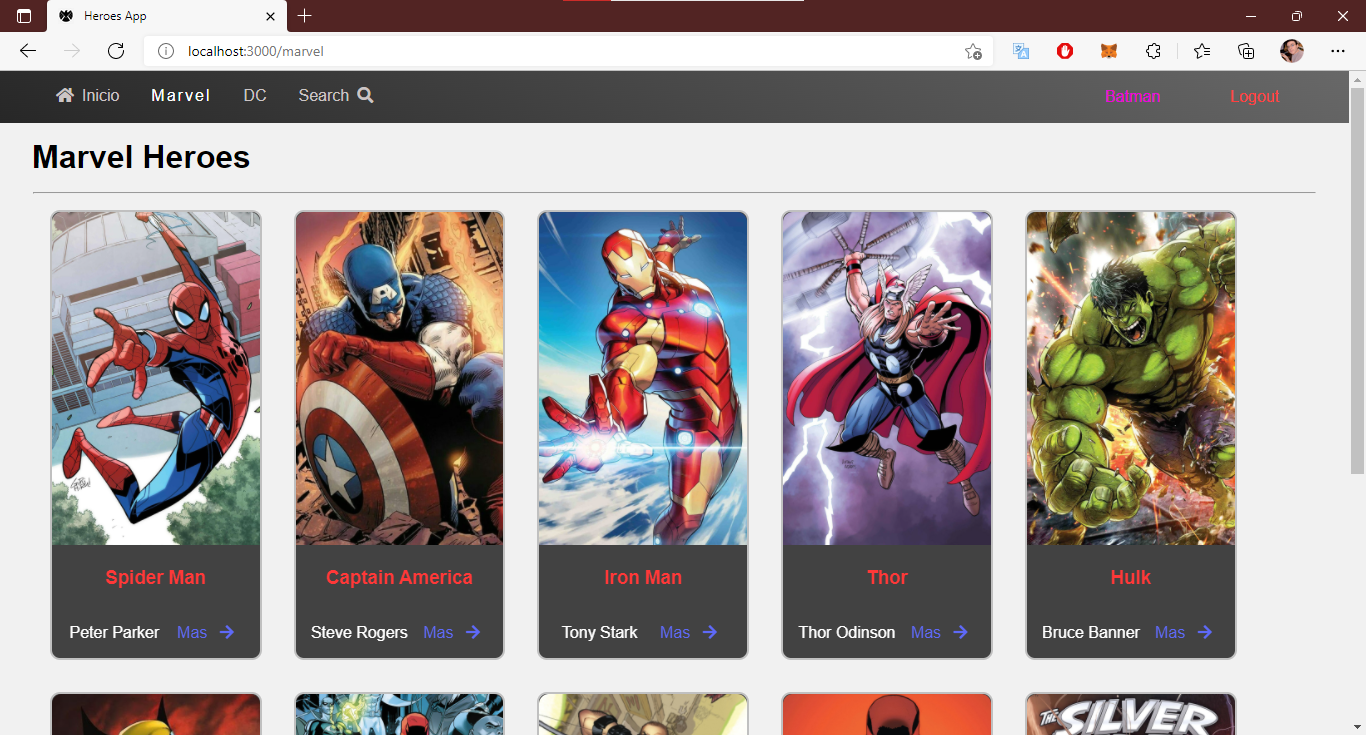 Heroes App
localhost:3000/marvel
Inicio Marvel DC Search Batman Logout
Marvel Heroes
Spider Man Captain America Iron Man Thor Hulk
Peter Parker Mas Steve Rogers Mas Tony Stark Mas Thor Odinson Mas Bruce Banner Mas
THE SILVER